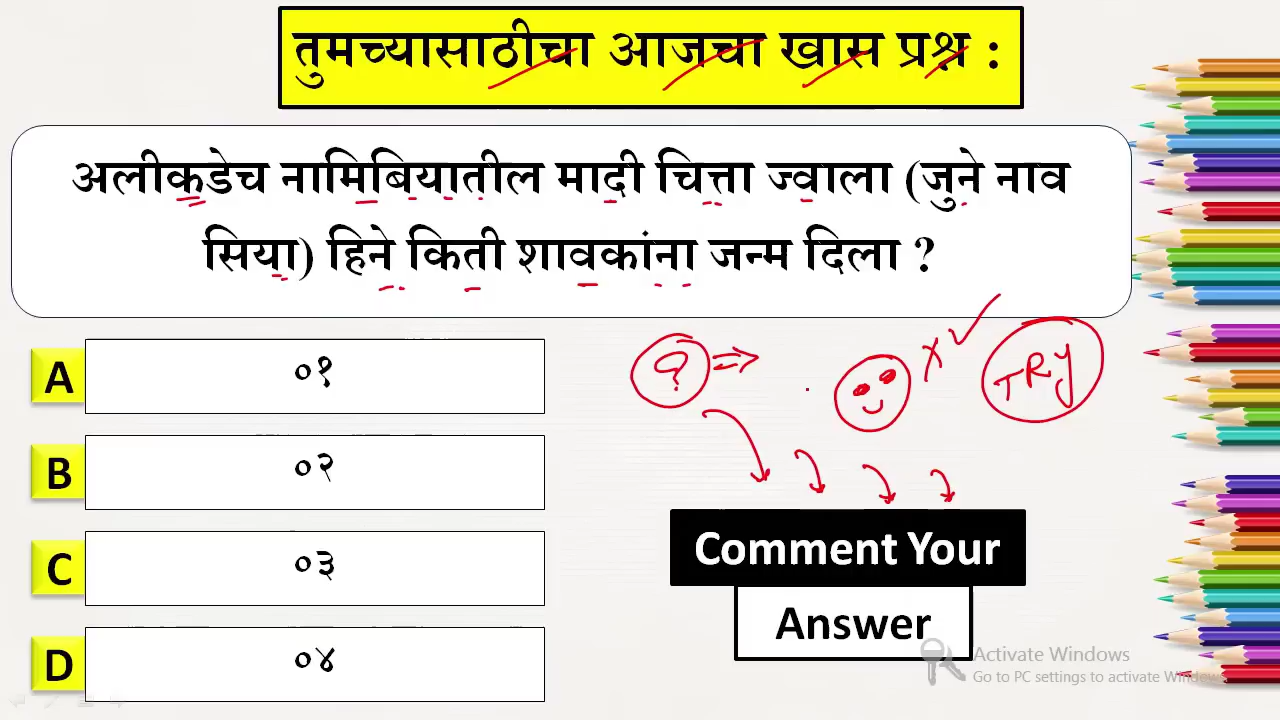 तुमच्यासाठीचा आजचा खास प्रश्न :
अलीकडेच नामिबियातील मादी चित्ता ज्वाला (जुने नाव
सिया) हिने किती शावकांना जन्म दिला ?
A ०१
B ०२
C ०३
D ०४
? ⇒
TRY
Comment Your
Answer
Activate Windows
Go to PC settings to activate Windows.